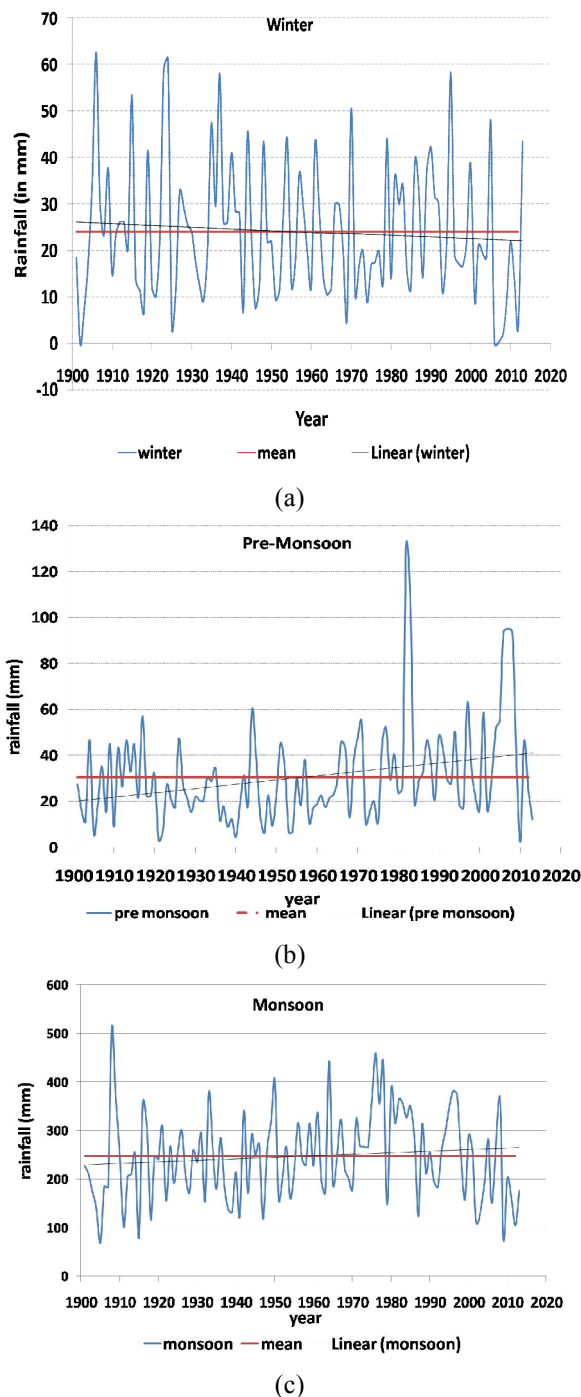 Winter
70
60
50
40
30
20
10
0
-10
Rainfall (in mm)
1900 1910 1920 1930 1940 1950 1960 1970 1980 1990 2000 2010 2020
Year
winter mean Linear (winter)
(a)
Pre-Monsoon
140
120
100
80
60
40
20
0
rainfall (mm)
1900 1910 1920 1930 1940 1950 1960 1970 1980 1990 2000 2010 2020
year
pre monsoon mean Linear (pre monsoon)
(b)
Monsoon
600
500
400
300
200
100
0
rainfall (mm)
1900 1910 1920 1930 1940 1950 1960 1970 1980 1990 2000 2010 2020
year
monsoon mean Linear (monsoon)
(c)